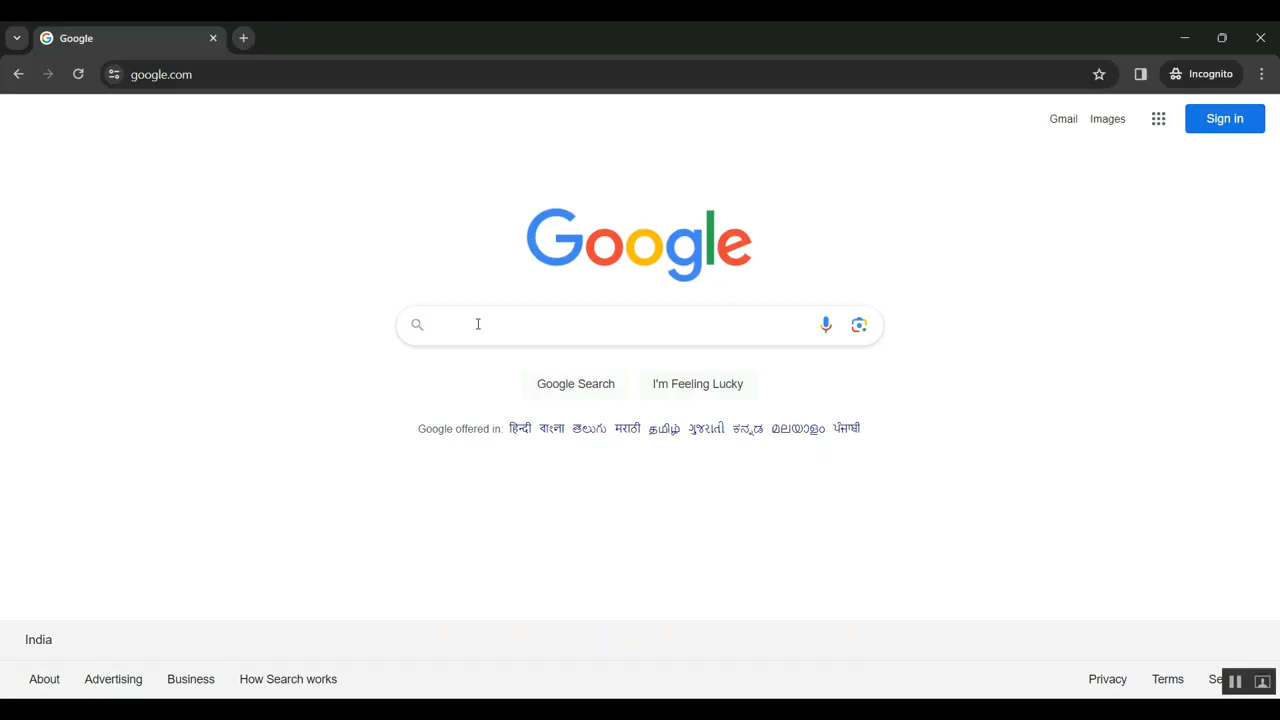 Google
google.com
Incognito
Gmail Images Sign in
Google
Google Search I'm Feeling Lucky
Google offered in: हिन्दी বাংলা తెలుగు मराठी தமிழ் ગુજરાતી ಕನ್ನಡ മലയാളം ਪੰਜਾਬੀ
India
About Advertising Business How Search works Privacy Terms